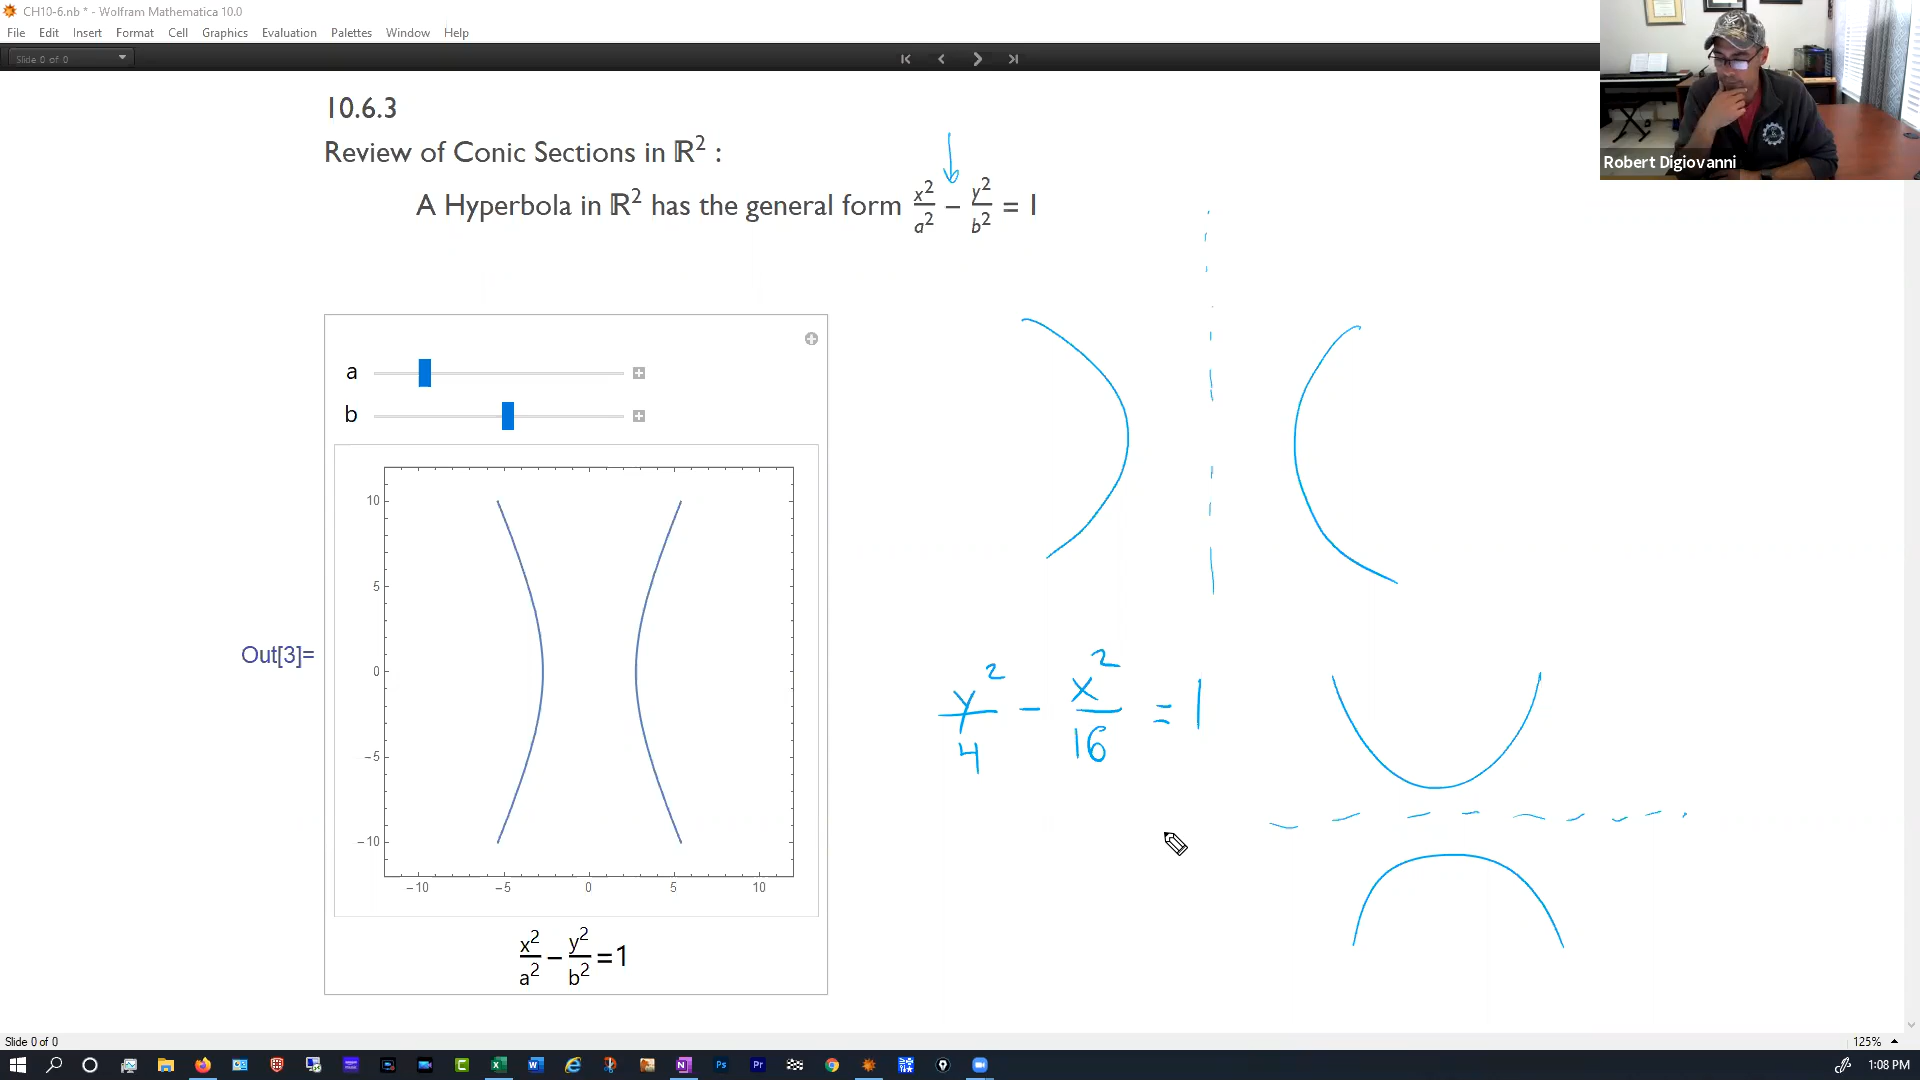 CH10-6.nb * - Wolfram Mathematica 10.0
File Edit Insert Format Cell Graphics Evaluation Palettes Window Help
Slide 0 of 0
10.6.3
Review of Conic Sections in ℝ² :
A Hyperbola in ℝ² has the general form x²/a² − y²/b² = 1
Robert Digiovanni
a
b
Out[3]=
10
5
0
−5
−10
−10 −5 0 5 10
x²/a² − y²/b² =1
y²/4 − x²/16 = 1
Slide 0 of 0
125%
1:08 PM